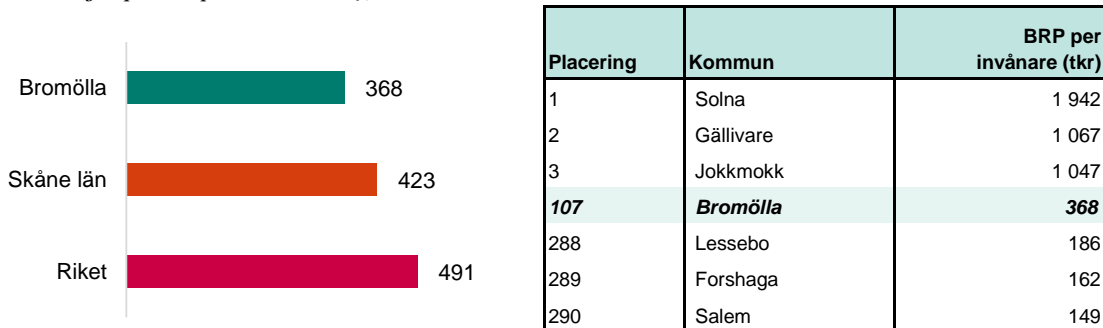 Bromölla 368
Skåne län 423
Riket 491
Placering Kommun BRP per invånare (tkr)
1 Solna 1 942
2 Gällivare 1 067
3 Jokkmokk 1 047
107 Bromölla 368
288 Lessebo 186
289 Forshaga 162
290 Salem 149